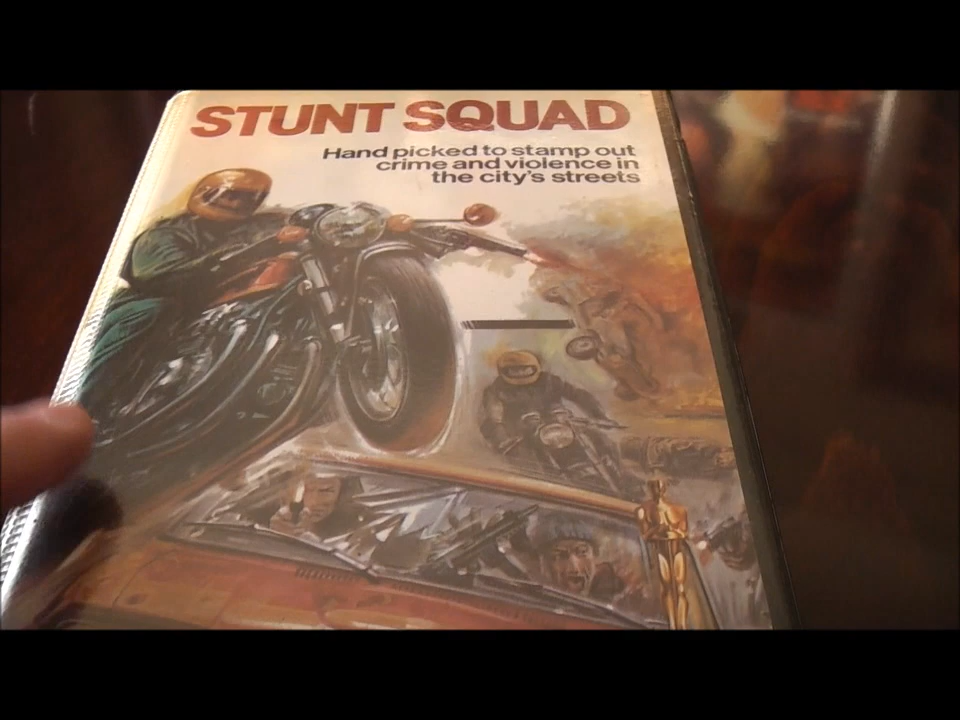 STUNT SQUAD
Hand picked to stamp out
crime and violence in
the city's streets